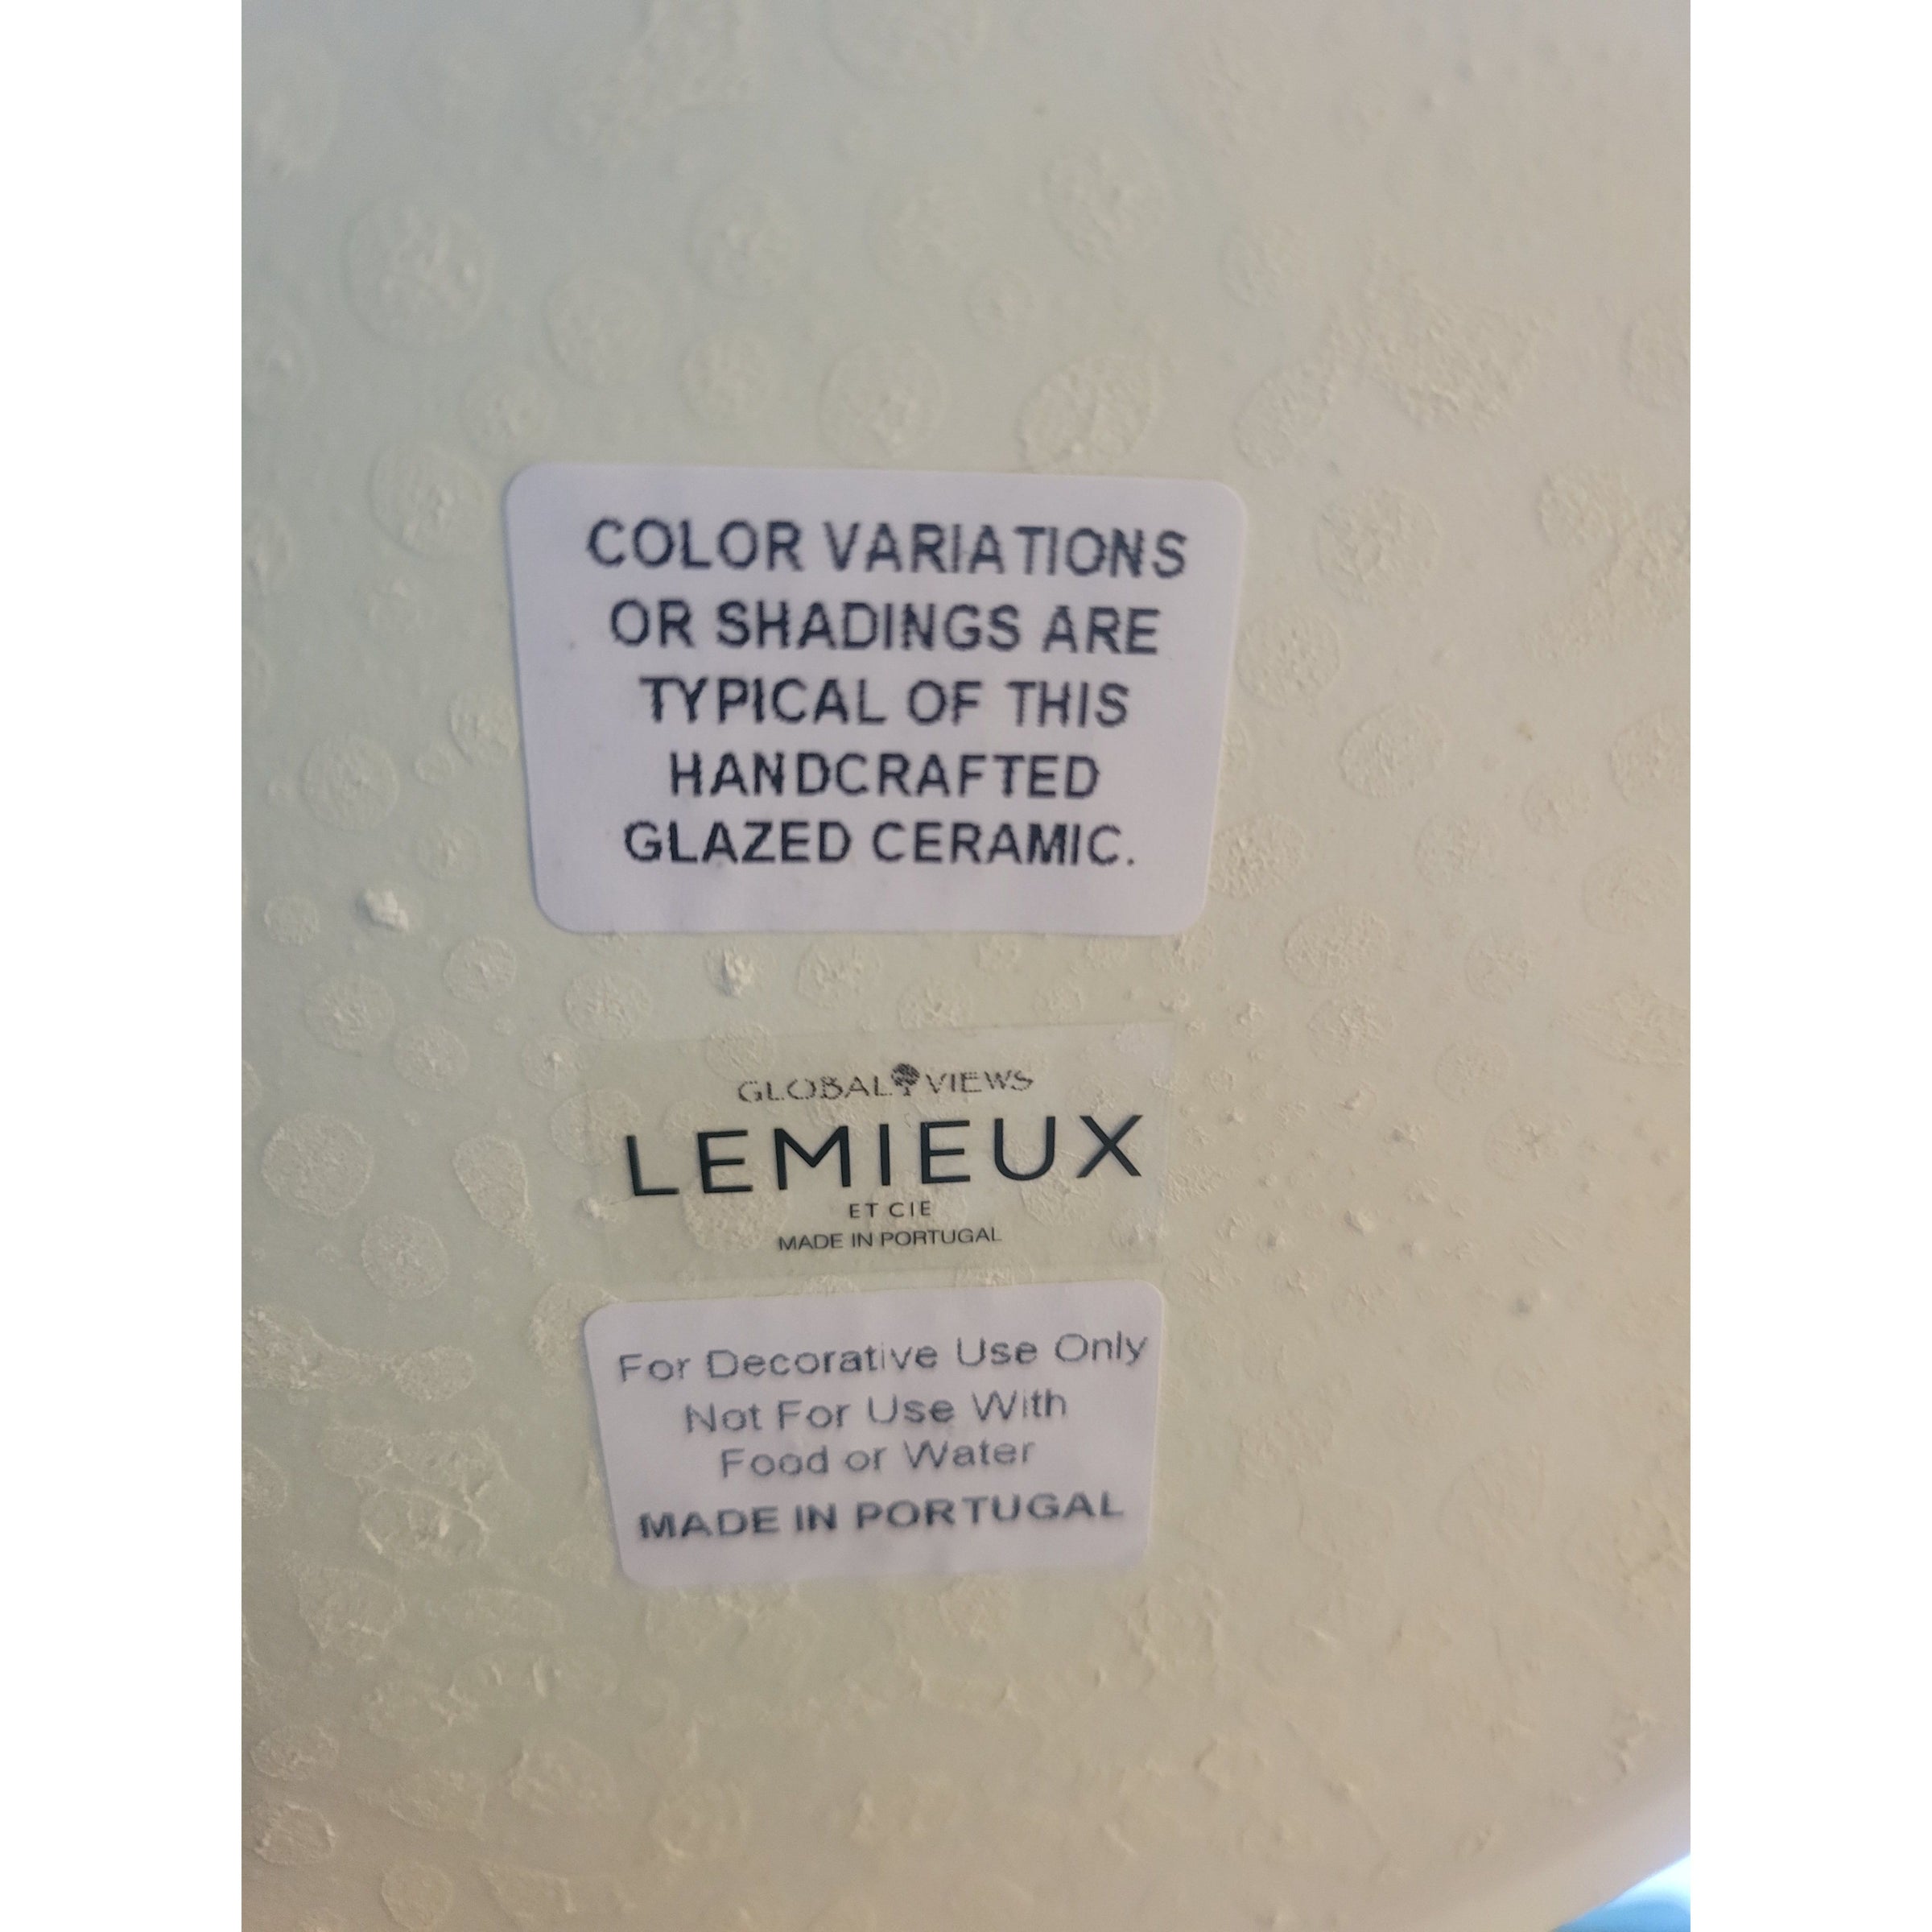 COLOR VARIATIONS
OR SHADINGS ARE
TYPICAL OF THIS
HANDCRAFTED
GLAZED CERAMIC.
GLOBAL VIEWS
LEMIEUX
ET CIE
MADE IN PORTUGAL
For Decorative Use Only
Not For Use With
Food or Water
MADE IN PORTUGAL